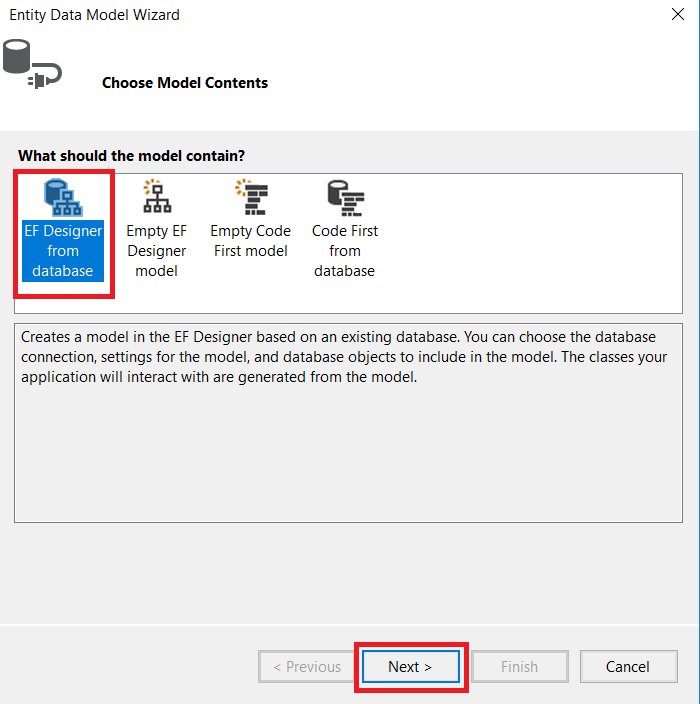 Entity Data Model Wizard
Choose Model Contents
What should the model contain?
EF Designer
from
database
Empty EF
Designer
model
Empty Code
First model
Code First
from
database
Creates a model in the EF Designer based on an existing database. You can choose the database
connection, settings for the model, and database objects to include in the model. The classes your
application will interact with are generated from the model.
< Previous
Next >
Finish
Cancel